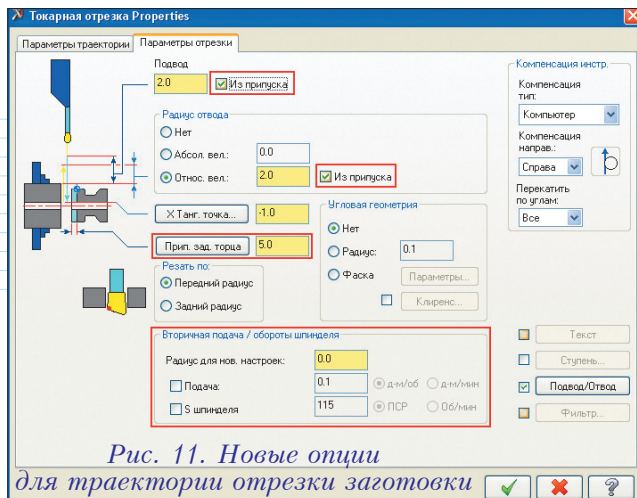 Токарная отрезка Properties
Параметры траектории
Параметры отрезки
Подвод
2.0
Из припуска
Радиус отвода
Нет
Абсол. вел.:
0.0
Относ. вел.:
2.0
Из припуска
X Танг. точка...
-1.0
Прип. зад. торца
5.0
Резать по:
Передний радиус
Задний радиус
Угловая геометрия
Нет
Радиус:
0.1
Фаска
Параметры...
Клиренс...
Вторичная подача / обороты шпинделя
Радиус для нов. настроек:
0.0
Подача:
0.1
д-м/об
д-м/мин
S шпинделя
115
ПСР
Об/мин
Компенсация инстр.
Компенсация
тип:
Компьютер
Компенсация
направ.:
Справа
Перекатить
по углам:
Все
Текст
Ступень...
Подвод/Отвод
Фильтр...
Рис. 11. Новые опции
для траектории отрезки заготовки